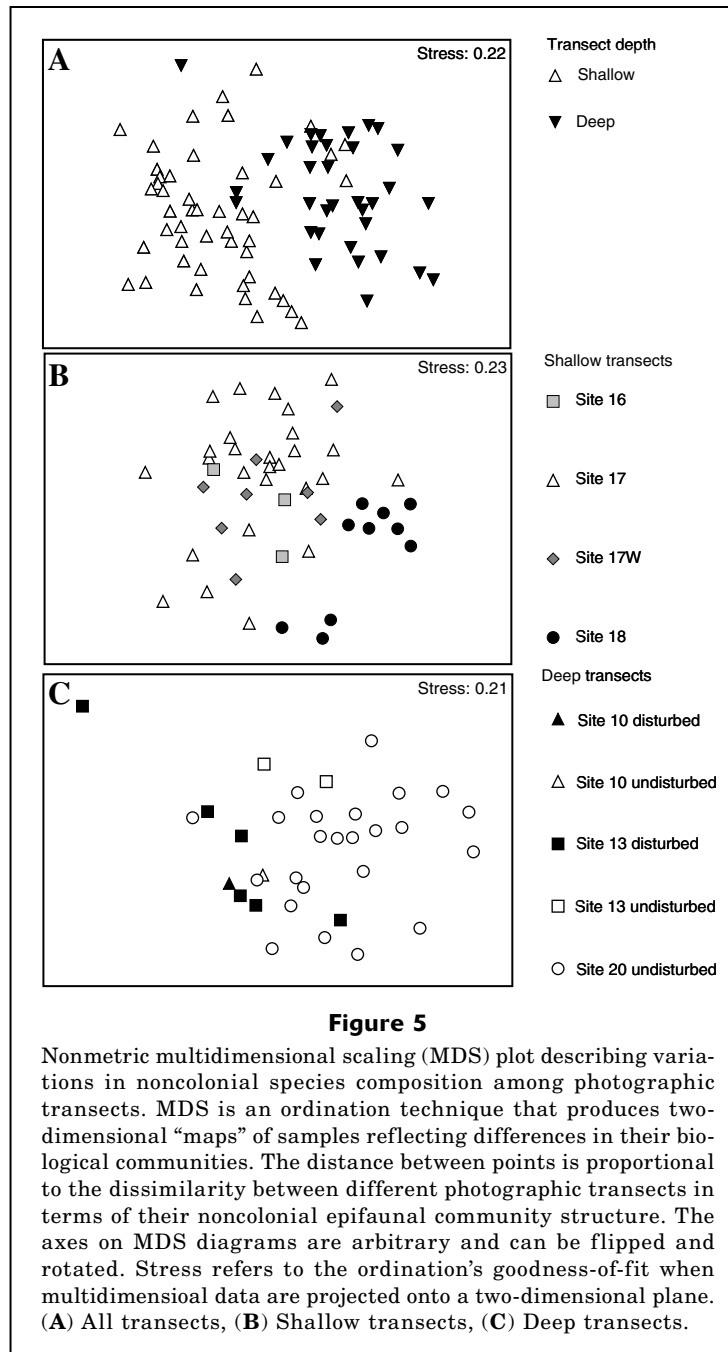 A
Stress: 0.22
Transect depth
Shallow
Deep
B
Stress: 0.23
Shallow transects
Site 16
Site 17
Site 17W
Site 18
C
Stress: 0.21
Deep transects
Site 10 disturbed
Site 10 undisturbed
Site 13 disturbed
Site 13 undisturbed
Site 20 undisturbed
Figure 5
Nonmetric multidimensional scaling (MDS) plot describing varia-
tions in noncolonial species composition among photographic
transects. MDS is an ordination technique that produces two-
dimensional “maps” of samples reflecting differences in their bio-
logical communities. The distance between points is proportional
to the dissimilarity between different photographic transects in
terms of their noncolonial epifaunal community structure. The
axes on MDS diagrams are arbitrary and can be flipped and
rotated. Stress refers to the ordination’s goodness-of-fit when
multidimensioal data are projected onto a two-dimensional plane.
(A) All transects, (B) Shallow transects, (C) Deep transects.